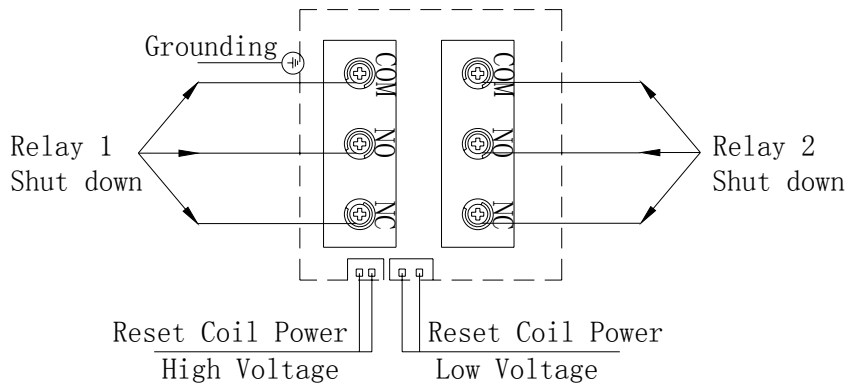 Grounding
COM
NO
NC
COM
NO
NC
Relay 1
Shut down
Relay 2
Shut down
Reset Coil Power
High Voltage
Reset Coil Power
Low Voltage